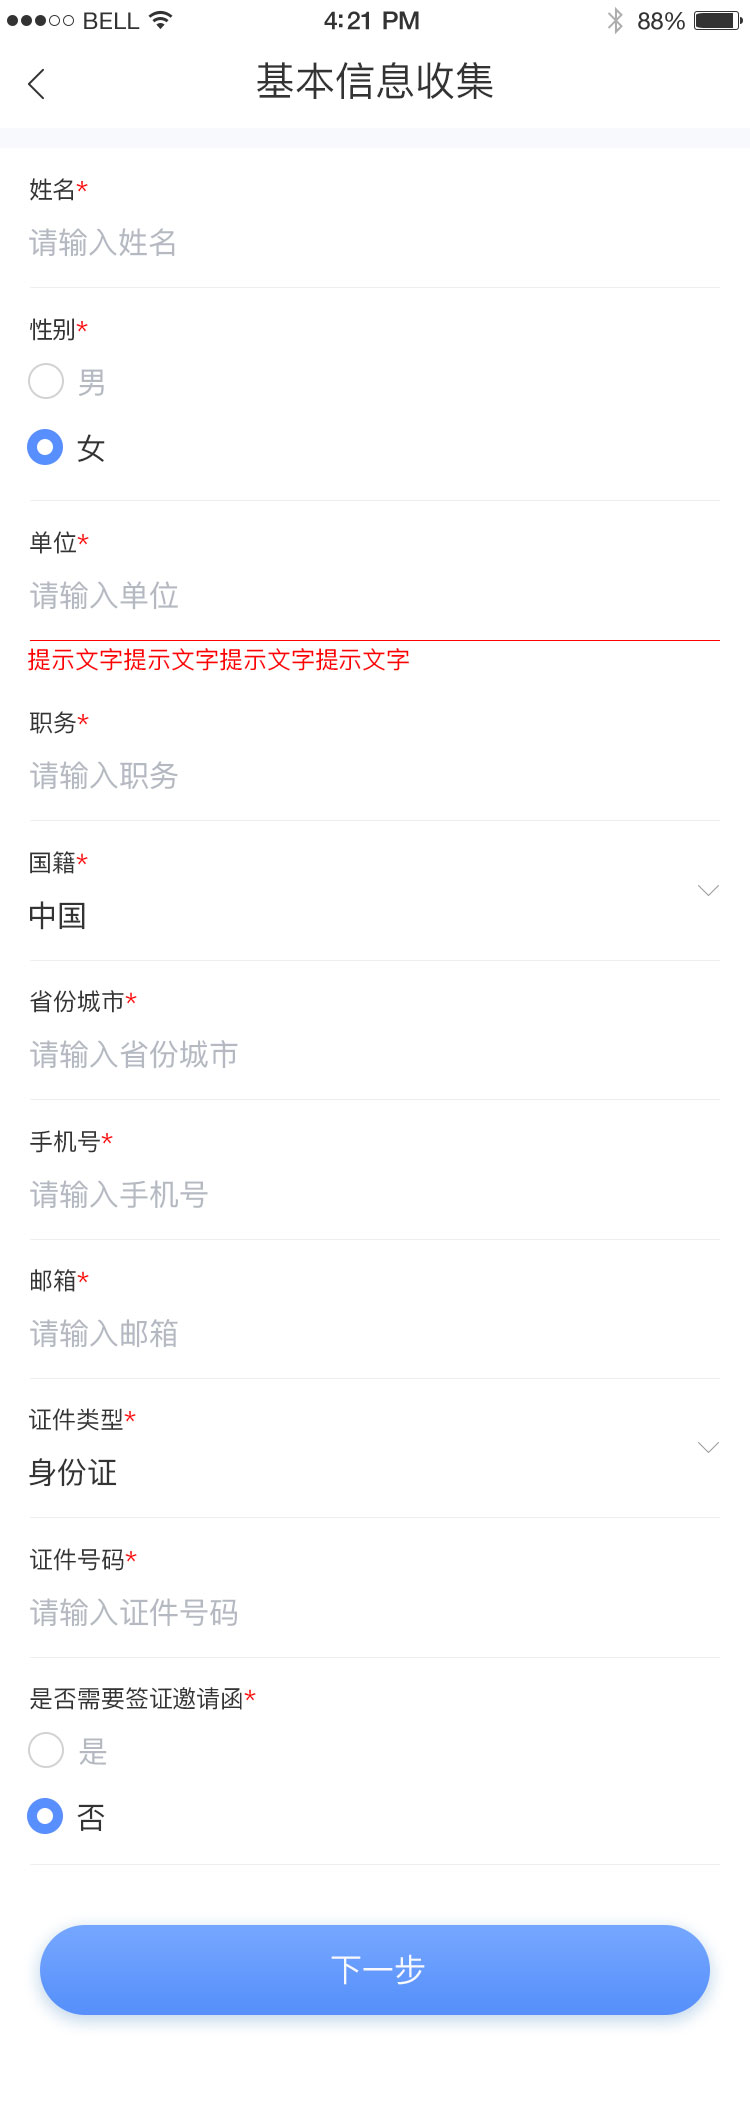 BELL 4:21 PM 88%
基本信息收集
姓名*
请输入姓名
性别*
男
女
单位*
请输入单位
提示文字提示文字提示文字提示文字
职务*
请输入职务
国籍*
中国
省份城市*
请输入省份城市
手机号*
请输入手机号
邮箱*
请输入邮箱
证件类型*
身份证
证件号码*
请输入证件号码
是否需要签证邀请函*
是
否
下一步